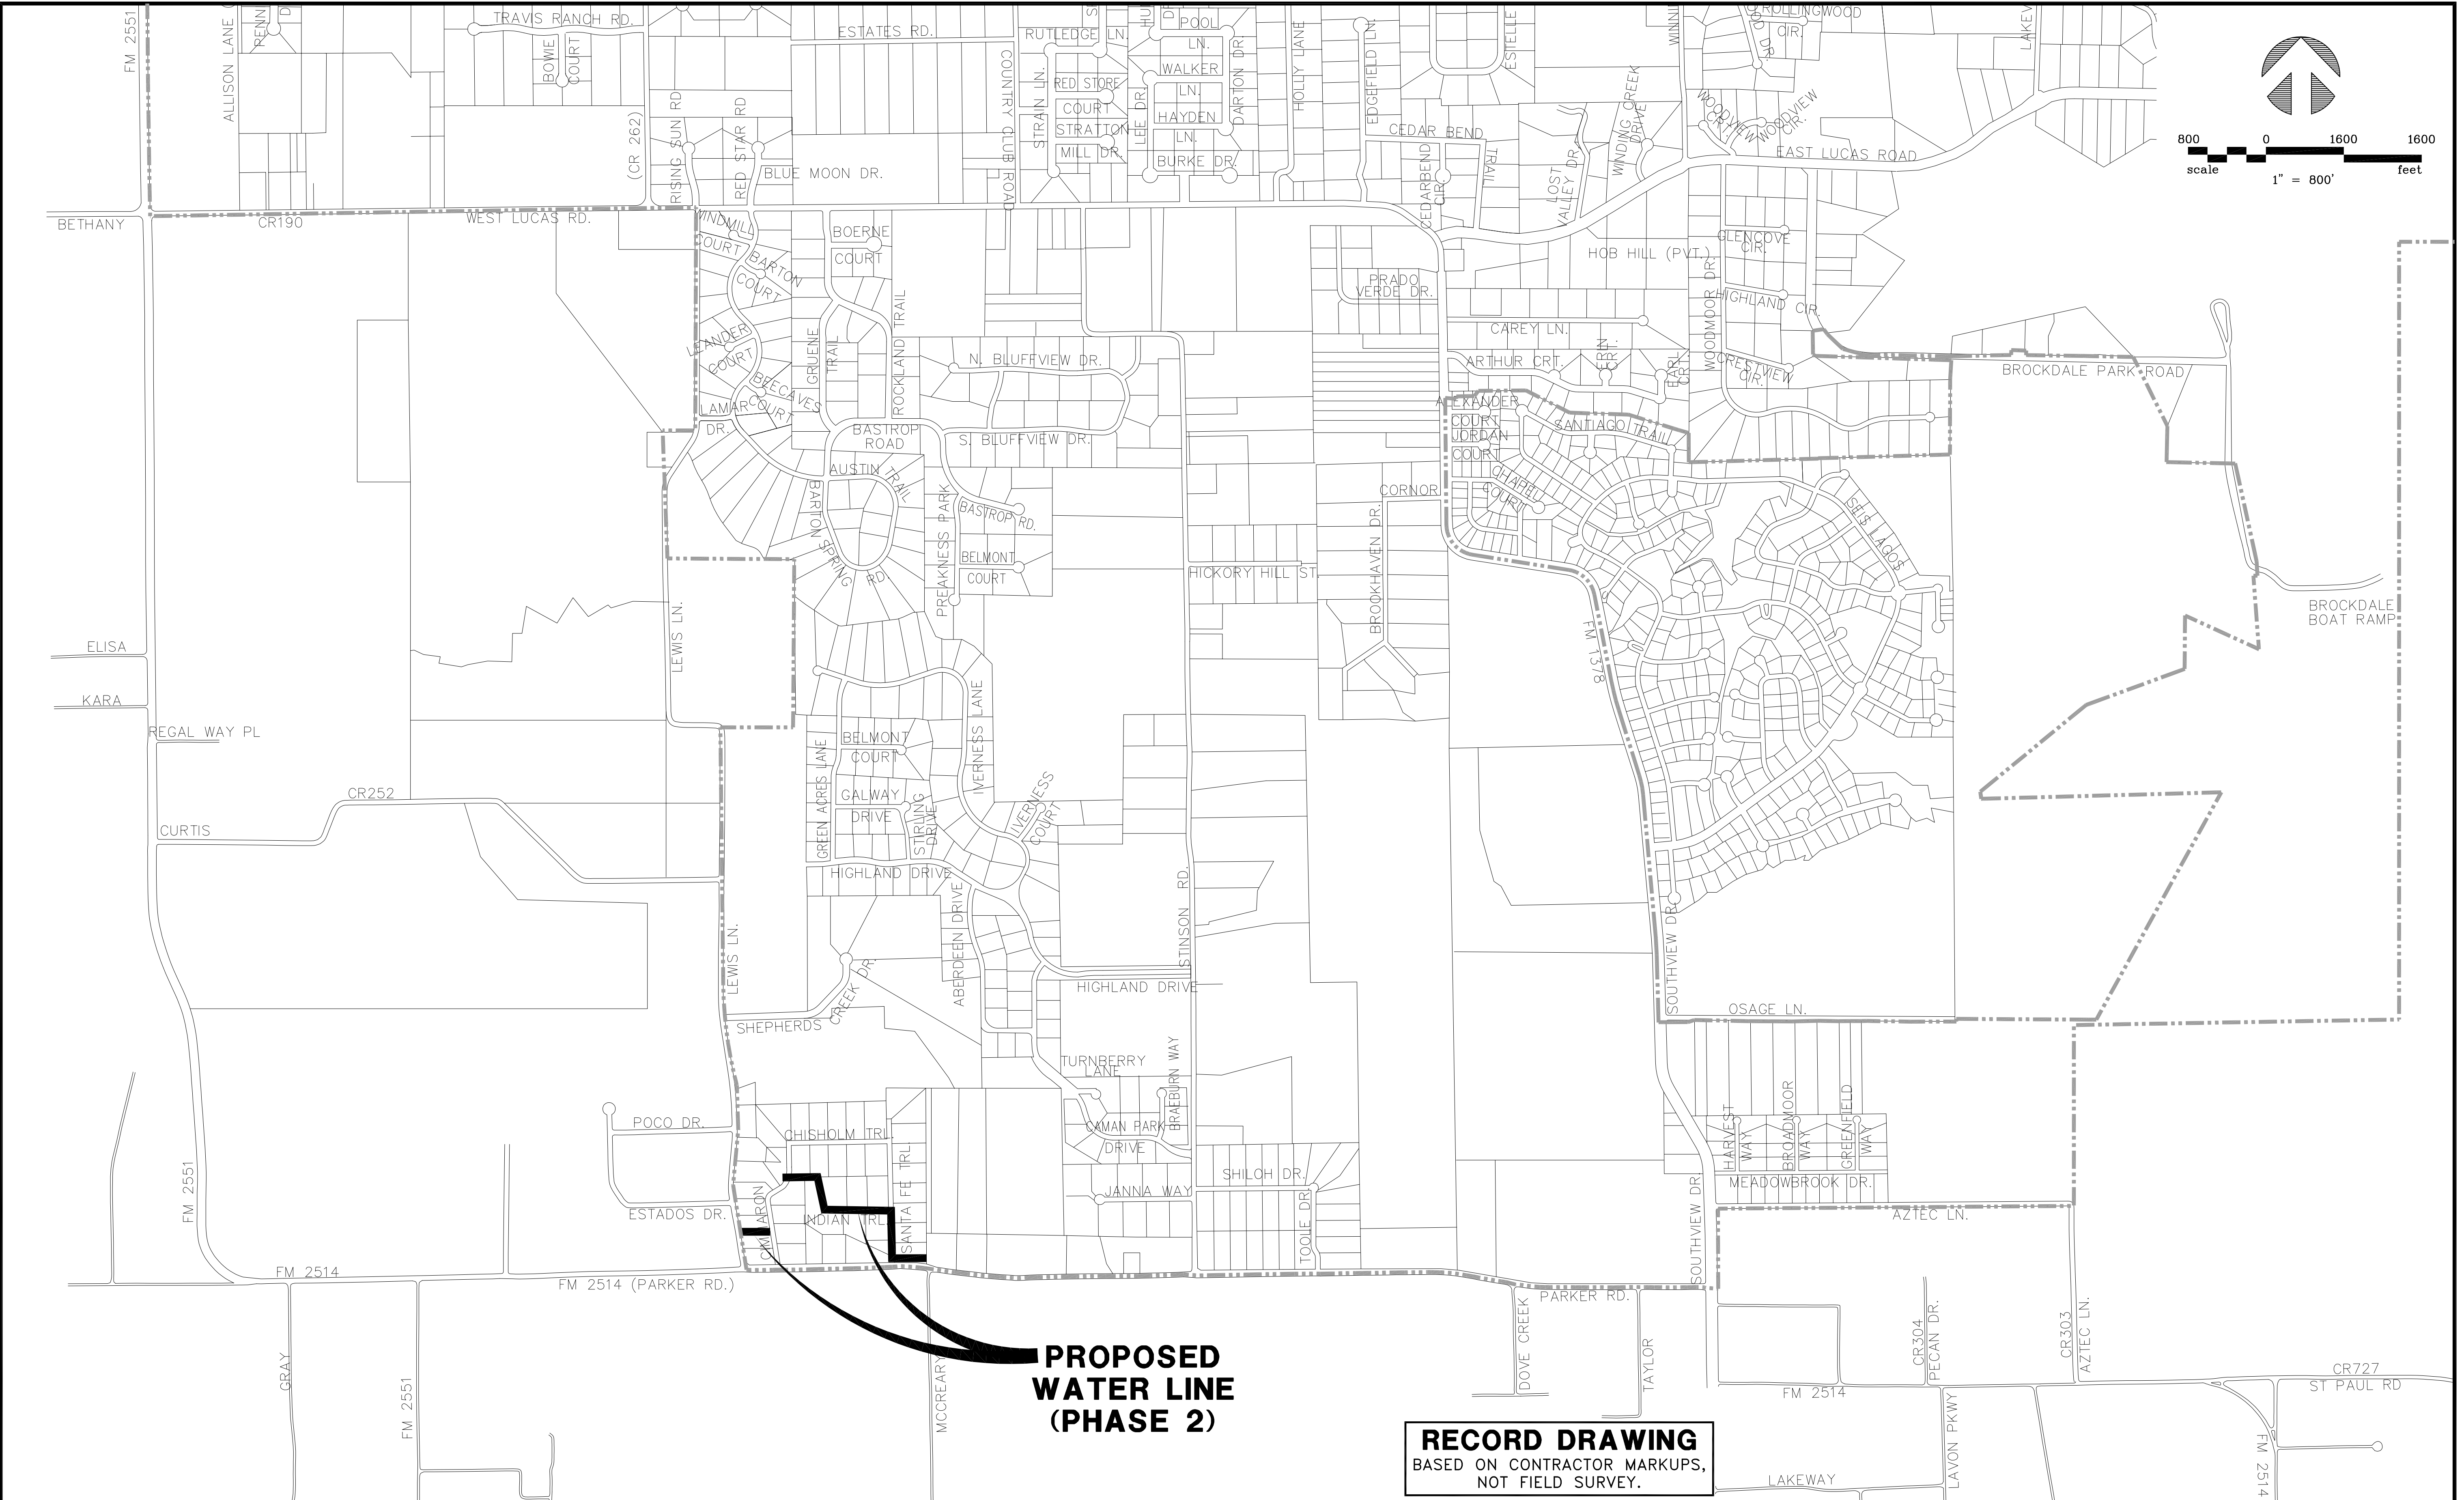 FM 2551
ALLISON LANE
TRAVIS RANCH RD.
BOWIE
COURT
ESTATES RD.
RUTLEDGE LN.
POOL
LN.
WALKER
LN.
HAYDEN
LN.
BURKE DR.
RED STORE
COURT
STRATTON
MILL DR.
STRAIN LN.
LEE DR.
DARTON DR.
HOLLY LANE
EDGEFIELD LN.
ESTELLE
ROLLINGWOOD
CIR.
CEDAR BEND
TRAIL
CEDARBEND
CIR.
LOST
VALLEY DR.
WINDING CREEK
DRIVE
WOODVIEW
CRT.
WOODVIEW
CIR.
EAST LUCAS ROAD
800 0 1600 1600
scale feet
1" = 800'
(CR 262)
RISING SUN RD
RED STAR RD
BLUE MOON DR.
COUNTRY CLUB ROAD
BETHANY
CR190
WEST LUCAS RD.
WINDMILL
COURT
BARTON
COURT
BOERNE
COURT
LEANDER
COURT
BEECAVES
COURT
LAMAR
DR.
GRUENE
TRAIL
ROCKLAND TRAIL
N. BLUFFVIEW DR.
S. BLUFFVIEW DR.
BASTROP
ROAD
AUSTIN
TRAIL
BARTON SPRING
RD.
PREAKNESS PARK
BASTROP RD.
BELMONT
COURT
HOB HILL (PVT.)
GLENCOVE
CIR.
HIGHLAND CIR.
WOODMOOR DR.
CRESTVIEW
CIR.
PRADO
VERDE DR.
CAREY LN.
ARTHUR CRT.
FERN
CRT.
EARL
CRT.
ALEXANDER
COURT
JORDAN
COURT
SANTIAGO TRAIL
CHAPEL
COURT
CORNOR
BROOKHAVEN DR.
HICKORY HILL ST.
SEIS LAGOS
FM 1378
BROCKDALE PARK ROAD
BROCKDALE
BOAT RAMP
ELISA
KARA
REGAL WAY PL
LEWIS LN.
CR252
CURTIS
INVERNESS LANE
BELMONT
COURT
GREEN ACRES LANE
GALWAY
DRIVE
STIRLING
DRIVE
IVERNESS
COURT
HIGHLAND DRIVE
ABERDEEN DRIVE
STINSON RD.
HIGHLAND DRIVE
LEWIS LN.
SHEPHERDS
CREEK DR.
SOUTHVIEW DR.
OSAGE LN.
TURNBERRY
LANE
BRAEBURN WAY
CAMAN PARK
DRIVE
POCO DR.
CHISHOLM TRL.
SANTA FE TRL.
INDIAN TRL.
CIMMARON
ESTADOS DR.
JANNA WAY
SHILOH DR.
TOOLE DR.
HARVEST
WAY
BROADMOOR
WAY
GREENFIELD
WAY
MEADOWBROOK DR.
AZTEC LN.
SOUTHVIEW DR.
FM 2551
FM 2514
FM 2514 (PARKER RD.)
PARKER RD.
GRAY
FM 2551
MCCREARY
DOVE CREEK
TAYLOR
CR304
PECAN DR.
CR303
AZTEC LN.
CR727
ST PAUL RD
FM 2514
LAVON PKWY
FM 2514
LAKEWAY
PROPOSED
WATER LINE
(PHASE 2)
RECORD DRAWING
BASED ON CONTRACTOR MARKUPS,
NOT FIELD SURVEY.